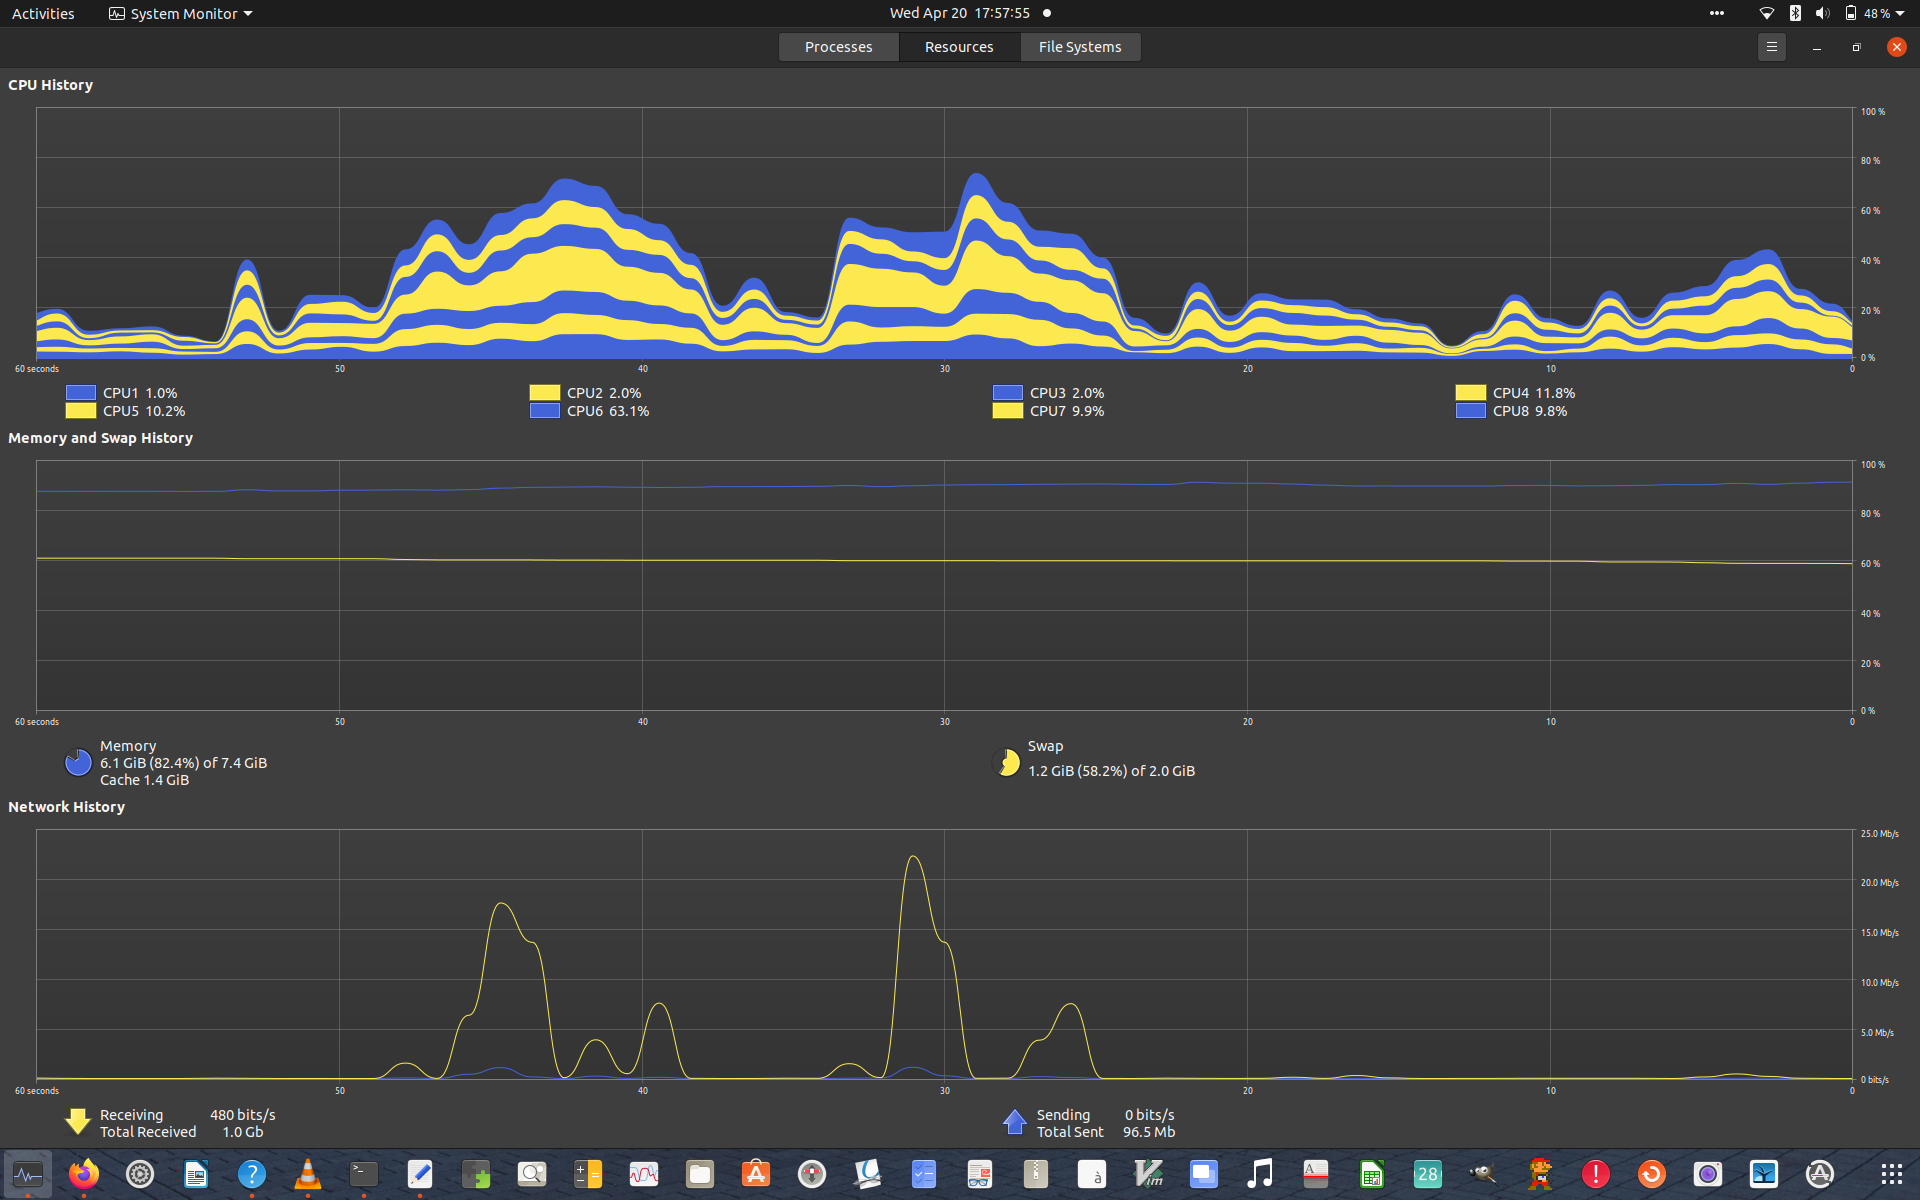 Activities System Monitor Wed Apr 20 17:57:55 48 %
Processes Resources File Systems
CPU History
100 %
80 %
60 %
40 %
20 %
0 %
60 seconds 50 40 30 20 10 0
CPU1 1.0% CPU2 2.0% CPU3 2.0% CPU4 11.8%
CPU5 10.2% CPU6 63.1% CPU7 9.9% CPU8 9.8%
Memory and Swap History
100 %
80 %
60 %
40 %
20 %
0 %
60 seconds 50 40 30 20 10 0
Memory Swap
6.1 GiB (82.4%) of 7.4 GiB 1.2 GiB (58.2%) of 2.0 GiB
Cache 1.4 GiB
Network History
25.0 Mb/s
20.0 Mb/s
15.0 Mb/s
10.0 Mb/s
5.0 Mb/s
0 bits/s
60 seconds 50 40 30 20 10 0
Receiving 480 bits/s Sending 0 bits/s
Total Received 1.0 Gb Total Sent 96.5 Mb
? >_ A à Vim A 28 !